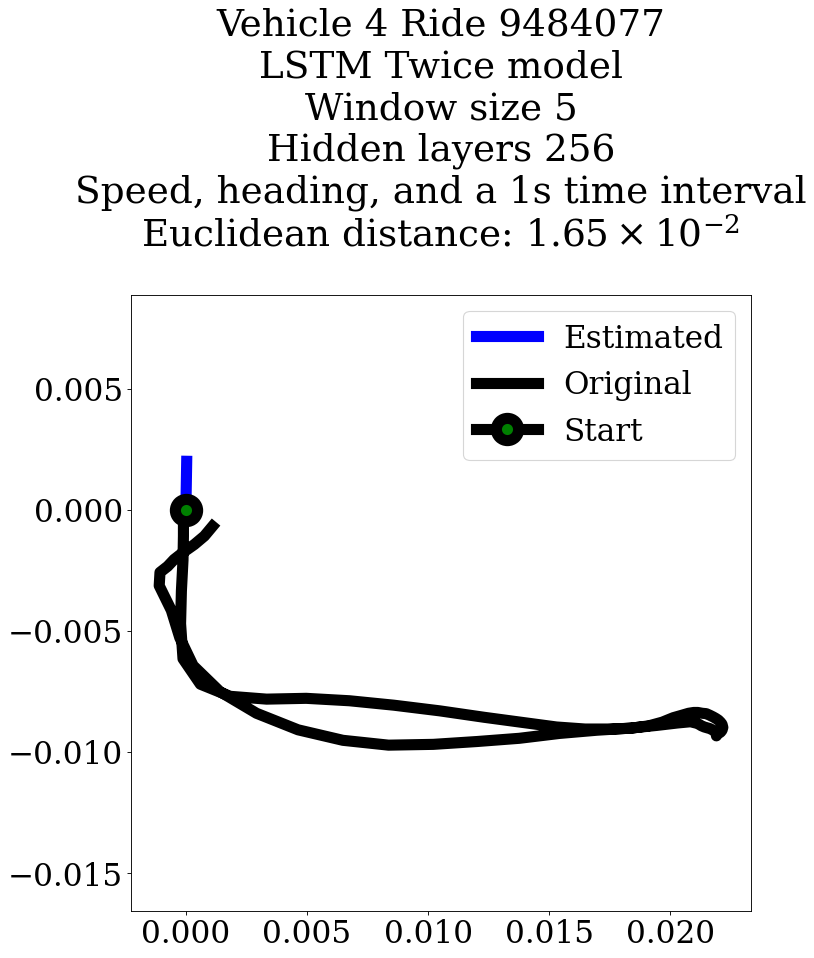 Vehicle 4 Ride 9484077
LSTM Twice model
Window size 5
Hidden layers 256
Speed, heading, and a 1s time interval
Euclidean distance: 1.65 × 10⁻²
Estimated
Original
Start
0.005
0.000
−0.005
−0.010
−0.015
0.000 0.005 0.010 0.015 0.020